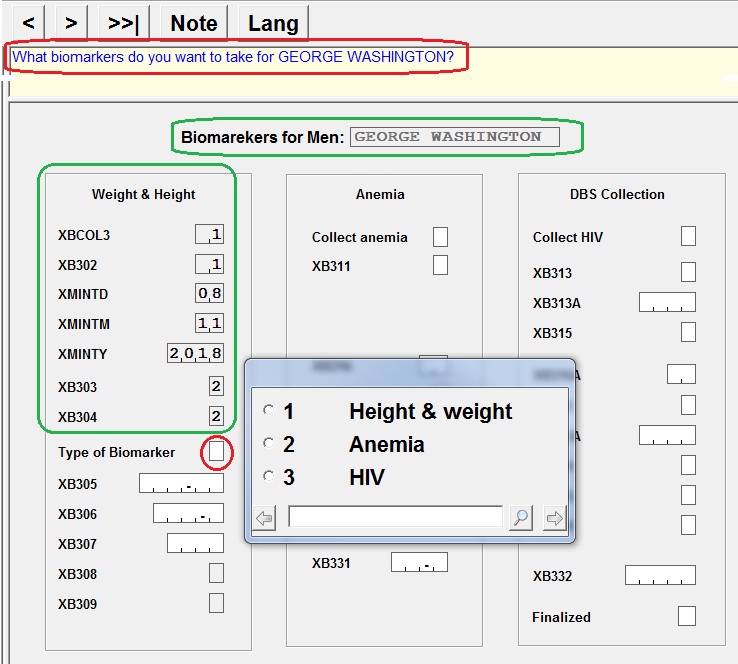 < > >>| Note Lang
What biomarkers do you want to take for GEORGE WASHINGTON?
Biomarekers for Men: GEORGE WASHINGTON
Weight & Height
XBCOL3 1
XB302 1
XMINTD 08
XMINTM 11
XMINTY 2018
XB303 2
XB304 2
Type of Biomarker
XB305
XB306
XB307
XB308
XB309
Anemia
Collect anemia
XB311
XB331
DBS Collection
Collect HIV
XB313
XB313A
XB315
XB332
Finalized
1 Height & weight
2 Anemia
3 HIV